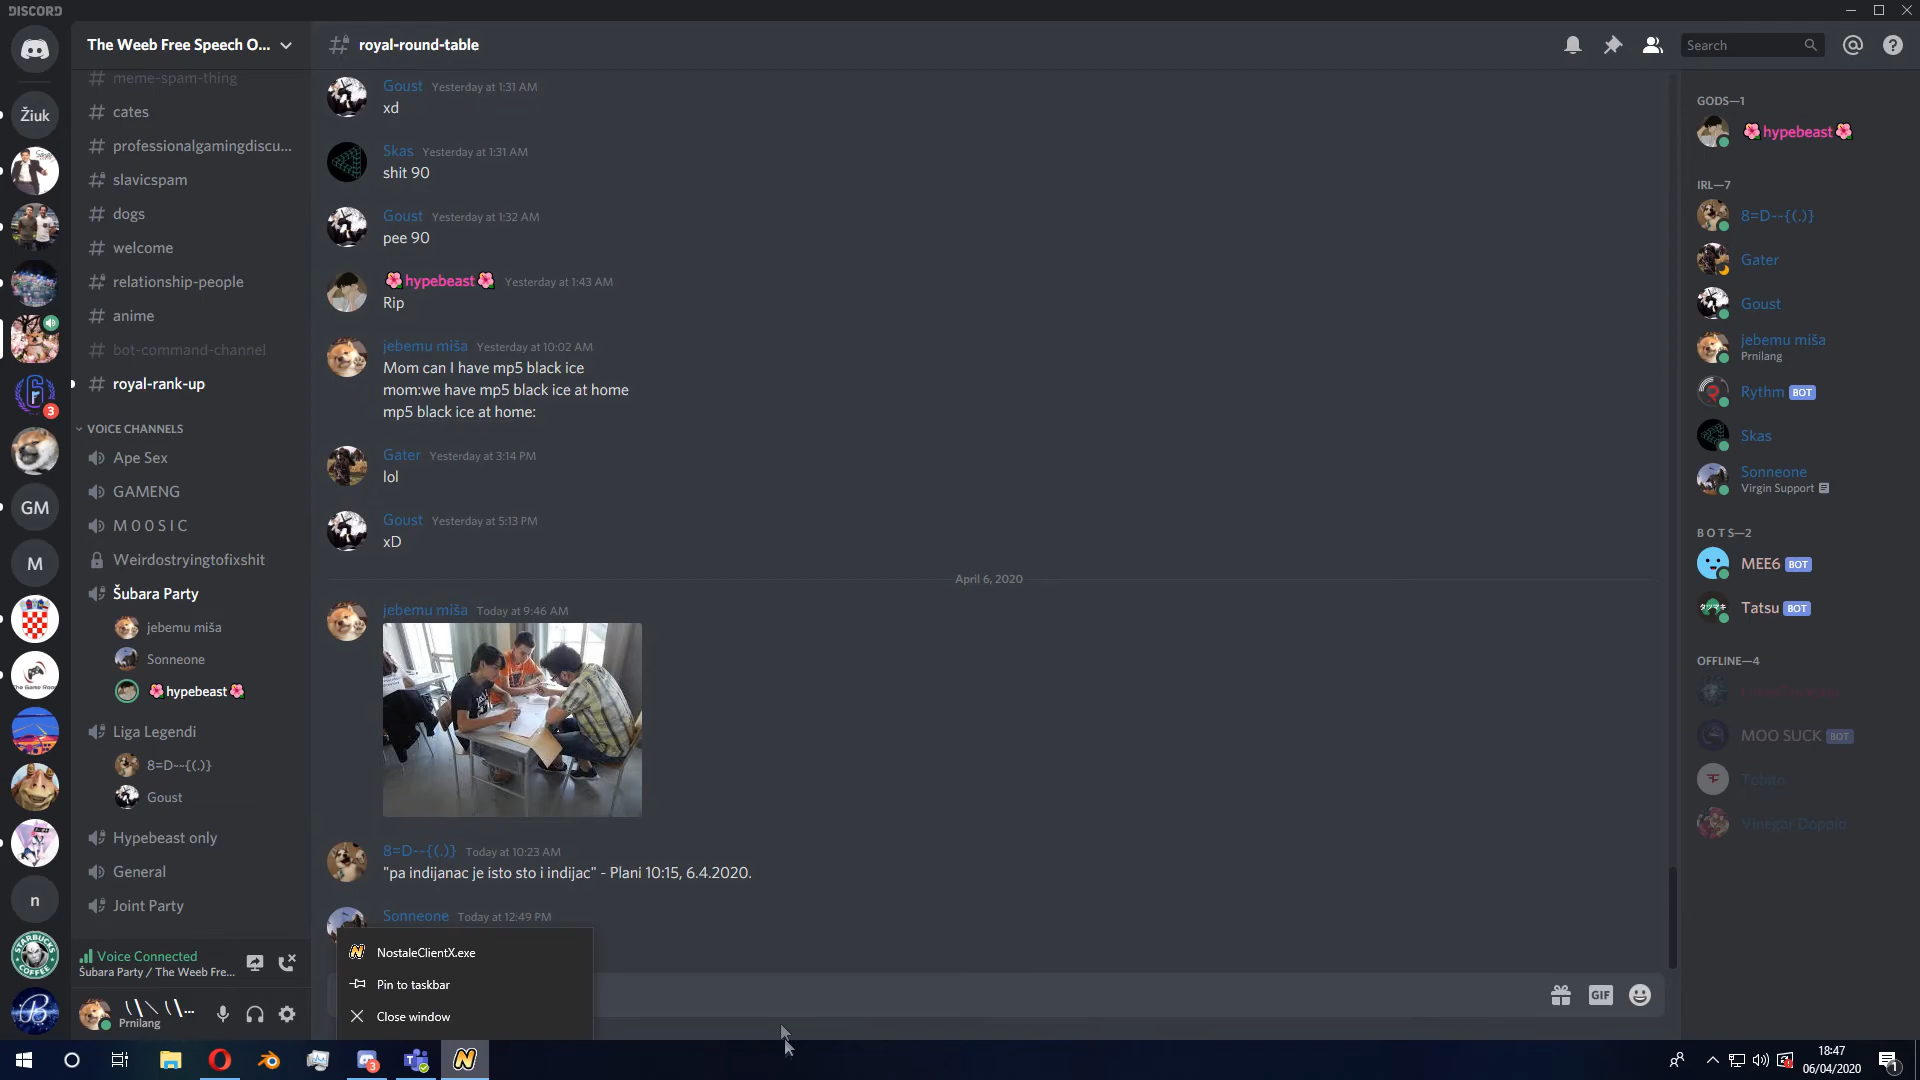 DISCORD
The Weeb Free Speech O...
royal-round-table
Search
meme-spam-thing
cates
professionalgamingdiscu...
slavicspam
dogs
welcome
relationship-people
anime
bot-command-channel
royal-rank-up
VOICE CHANNELS
Ape Sex
GAMENG
M O O S I C
Weirdostryingtofixshit
Šubara Party
jebemu miša
Sonneone
hypebeast
Liga Legendi
8=D--{(.)}
Goust
Hypebeast only
General
Joint Party
Voice Connected
Šubara Party / The Weeb Fre...
Prnilang
Žiuk
3
GM
M
n
Goust Yesterday at 1:31 AM
xd
Skas Yesterday at 1:31 AM
shit 90
Goust Yesterday at 1:32 AM
pee 90
hypebeast Yesterday at 1:43 AM
Rip
jebemu miša Yesterday at 10:02 AM
Mom can I have mp5 black ice
mom:we have mp5 black ice at home
mp5 black ice at home:
Gater Yesterday at 3:14 PM
lol
Goust Yesterday at 5:13 PM
xD
April 6, 2020
jebemu miša Today at 9:46 AM
8=D--{(.)} Today at 10:23 AM
"pa indijanac je isto sto i indijac" - Plani 10:15, 6.4.2020.
Sonneone Today at 12:49 PM
NostaleClientX.exe
Pin to taskbar
Close window
GIF
GODS—1
hypebeast
IRL—7
8=D--{(.)}
Gater
Goust
jebemu miša
Prnilang
Rythm BOT
Skas
Sonneone
Virgin Support
B O T S—2
MEE6 BOT
Tatsu BOT
OFFLINE—4
MOO SUCK BOT
Tobito
Vinegar Doppio
18:47
06/04/2020
1